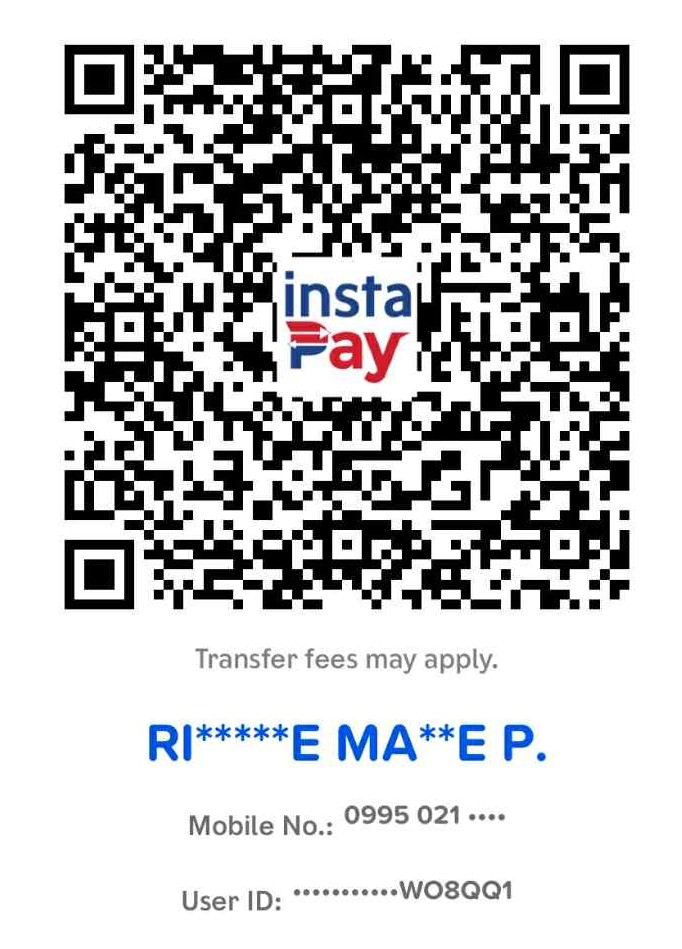 insta
Pay
Transfer fees may apply.
RI*****E MA**E P.
Mobile No.: 0995 021 ••••
User ID: •••••••••••WO8QQ1